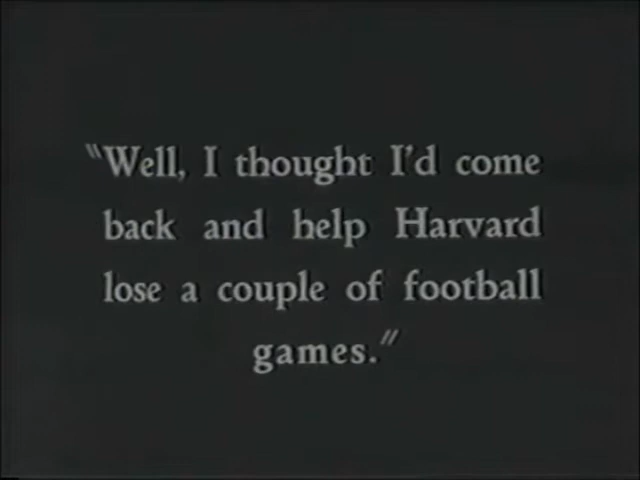 "Well, I thought I'd come
back and help Harvard
lose a couple of football
games."